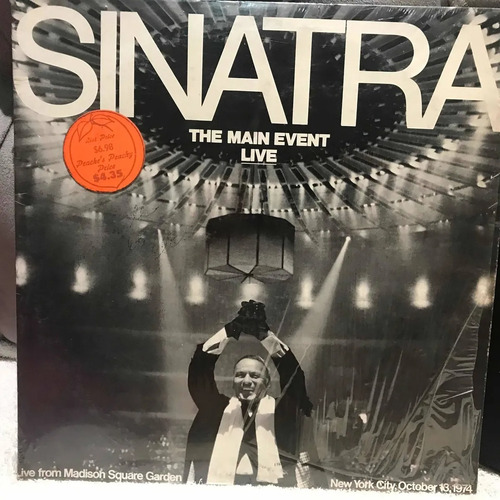 SINATRA
THE MAIN EVENT
LIVE
List Price
$6.98
Peaches Peachy
Price
$4.35
Live from Madison Square Garden
New York City, October 13, 1974